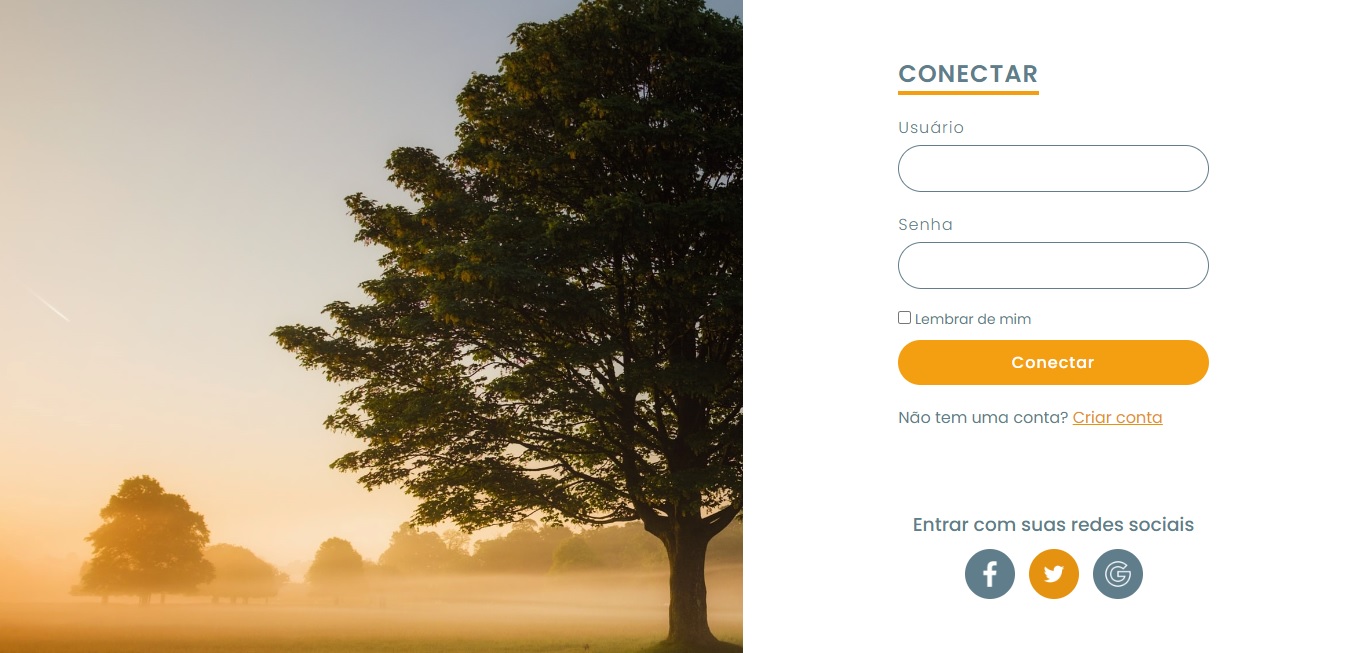 CONECTAR
Usuário
Senha
Lembrar de mim
Conectar
Não tem uma conta? Criar conta
Entrar com suas redes sociais